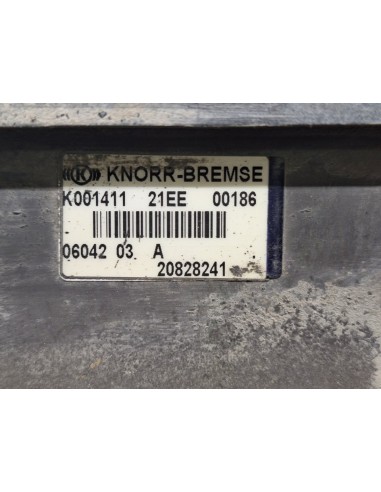 «(K)» KNORR-BREMSE
K001411 21EE 00186
06042 03 A
20828241